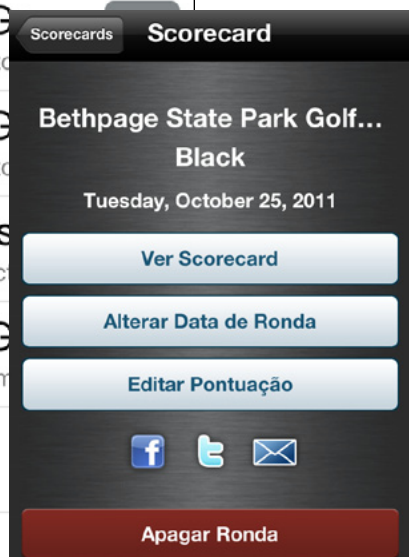 Scorecards
Scorecard
Bethpage State Park Golf...
Black
Tuesday, October 25, 2011
Ver Scorecard
Alterar Data de Ronda
Editar Pontuação
Apagar Ronda